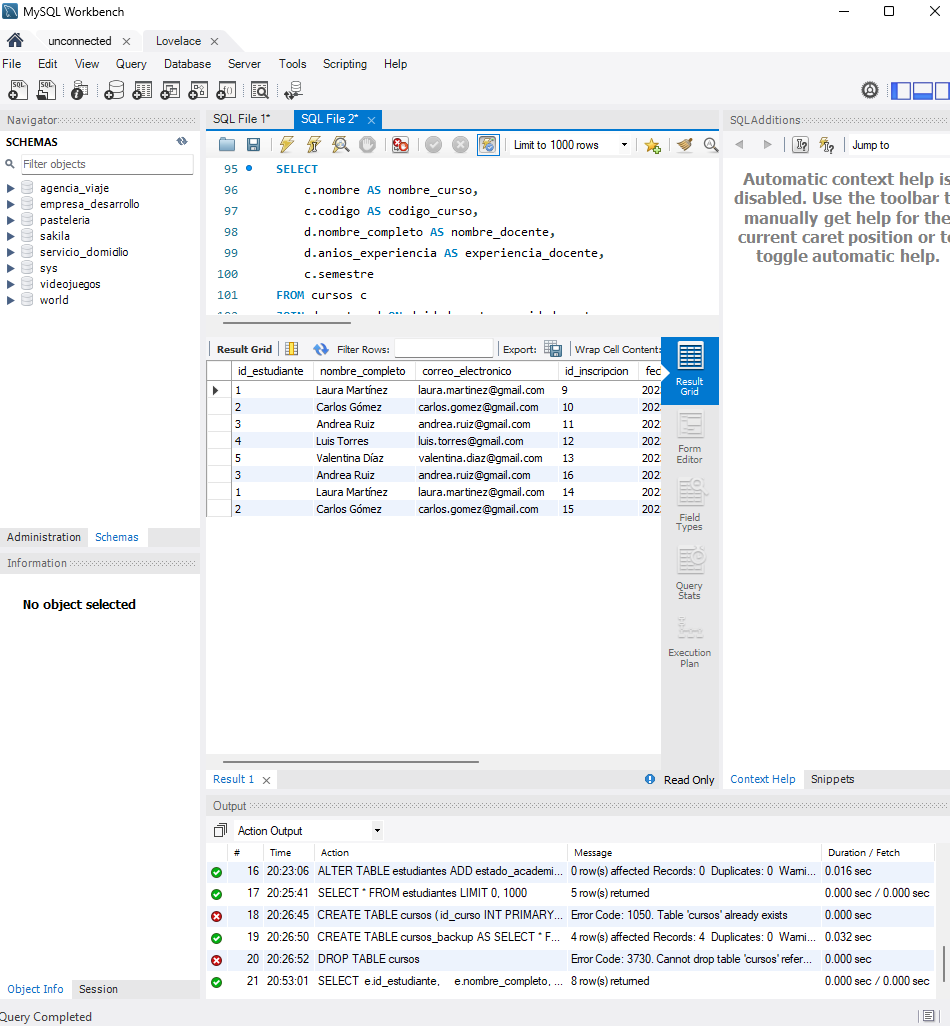 MySQL Workbench
unconnected
Lovelace
File Edit View Query Database Server Tools Scripting Help
Navigator
SCHEMAS
Filter objects
agencia_viaje
empresa_desarrollo
pasteleria
sakila
servicio_domidlio
sys
videojuegos
world
Administration Schemas
Information
No object selected
Object Info Session
Query Completed
SQL File 1*
SQL File 2*
Limit to 1000 rows
95 SELECT
96 c.nombre AS nombre_curso,
97 c.codigo AS codigo_curso,
98 d.nombre_completo AS nombre_docente,
99 d.anios_experiencia AS experiencia_docente,
100 c.semestre
101 FROM cursos c
Result Grid Filter Rows: Export: Wrap Cell Content:
id_estudiante nombre_completo correo_electronico id_inscripcion fec
1 Laura Martínez laura.martinez@gmail.com 9 202
2 Carlos Gómez carlos.gomez@gmail.com 10 202
3 Andrea Ruiz andrea.ruiz@gmail.com 11 202
4 Luis Torres luis.torres@gmail.com 12 202
5 Valentina Díaz valentina.diaz@gmail.com 13 202
3 Andrea Ruiz andrea.ruiz@gmail.com 16 202
1 Laura Martínez laura.martinez@gmail.com 14 202
2 Carlos Gómez carlos.gomez@gmail.com 15 202
Result
Grid
Form
Editor
Field
Types
Query
Stats
Execution
Plan
Result 1
Read Only
SQLAdditions
Jump to
Automatic context help is
disabled. Use the toolbar t
manually get help for the
current caret position or to
toggle automatic help.
Context Help Snippets
Output
Action Output
# Time Action Message Duration / Fetch
16 20:23:06 ALTER TABLE estudiantes ADD estado_academi... 0 row(s) affected Records: 0 Duplicates: 0 Warni... 0.016 sec
17 20:25:41 SELECT * FROM estudiantes LIMIT 0, 1000 5 row(s) returned 0.000 sec / 0.000 sec
18 20:26:45 CREATE TABLE cursos ( id_curso INT PRIMARY... Error Code: 1050. Table 'cursos' already exists 0.000 sec
19 20:26:50 CREATE TABLE cursos_backup AS SELECT * F... 4 row(s) affected Records: 4 Duplicates: 0 Warni... 0.032 sec
20 20:26:52 DROP TABLE cursos Error Code: 3730. Cannot drop table 'cursos' refer... 0.000 sec
21 20:53:01 SELECT e.id_estudiante, e.nombre_completo, ... 8 row(s) returned 0.000 sec / 0.000 sec